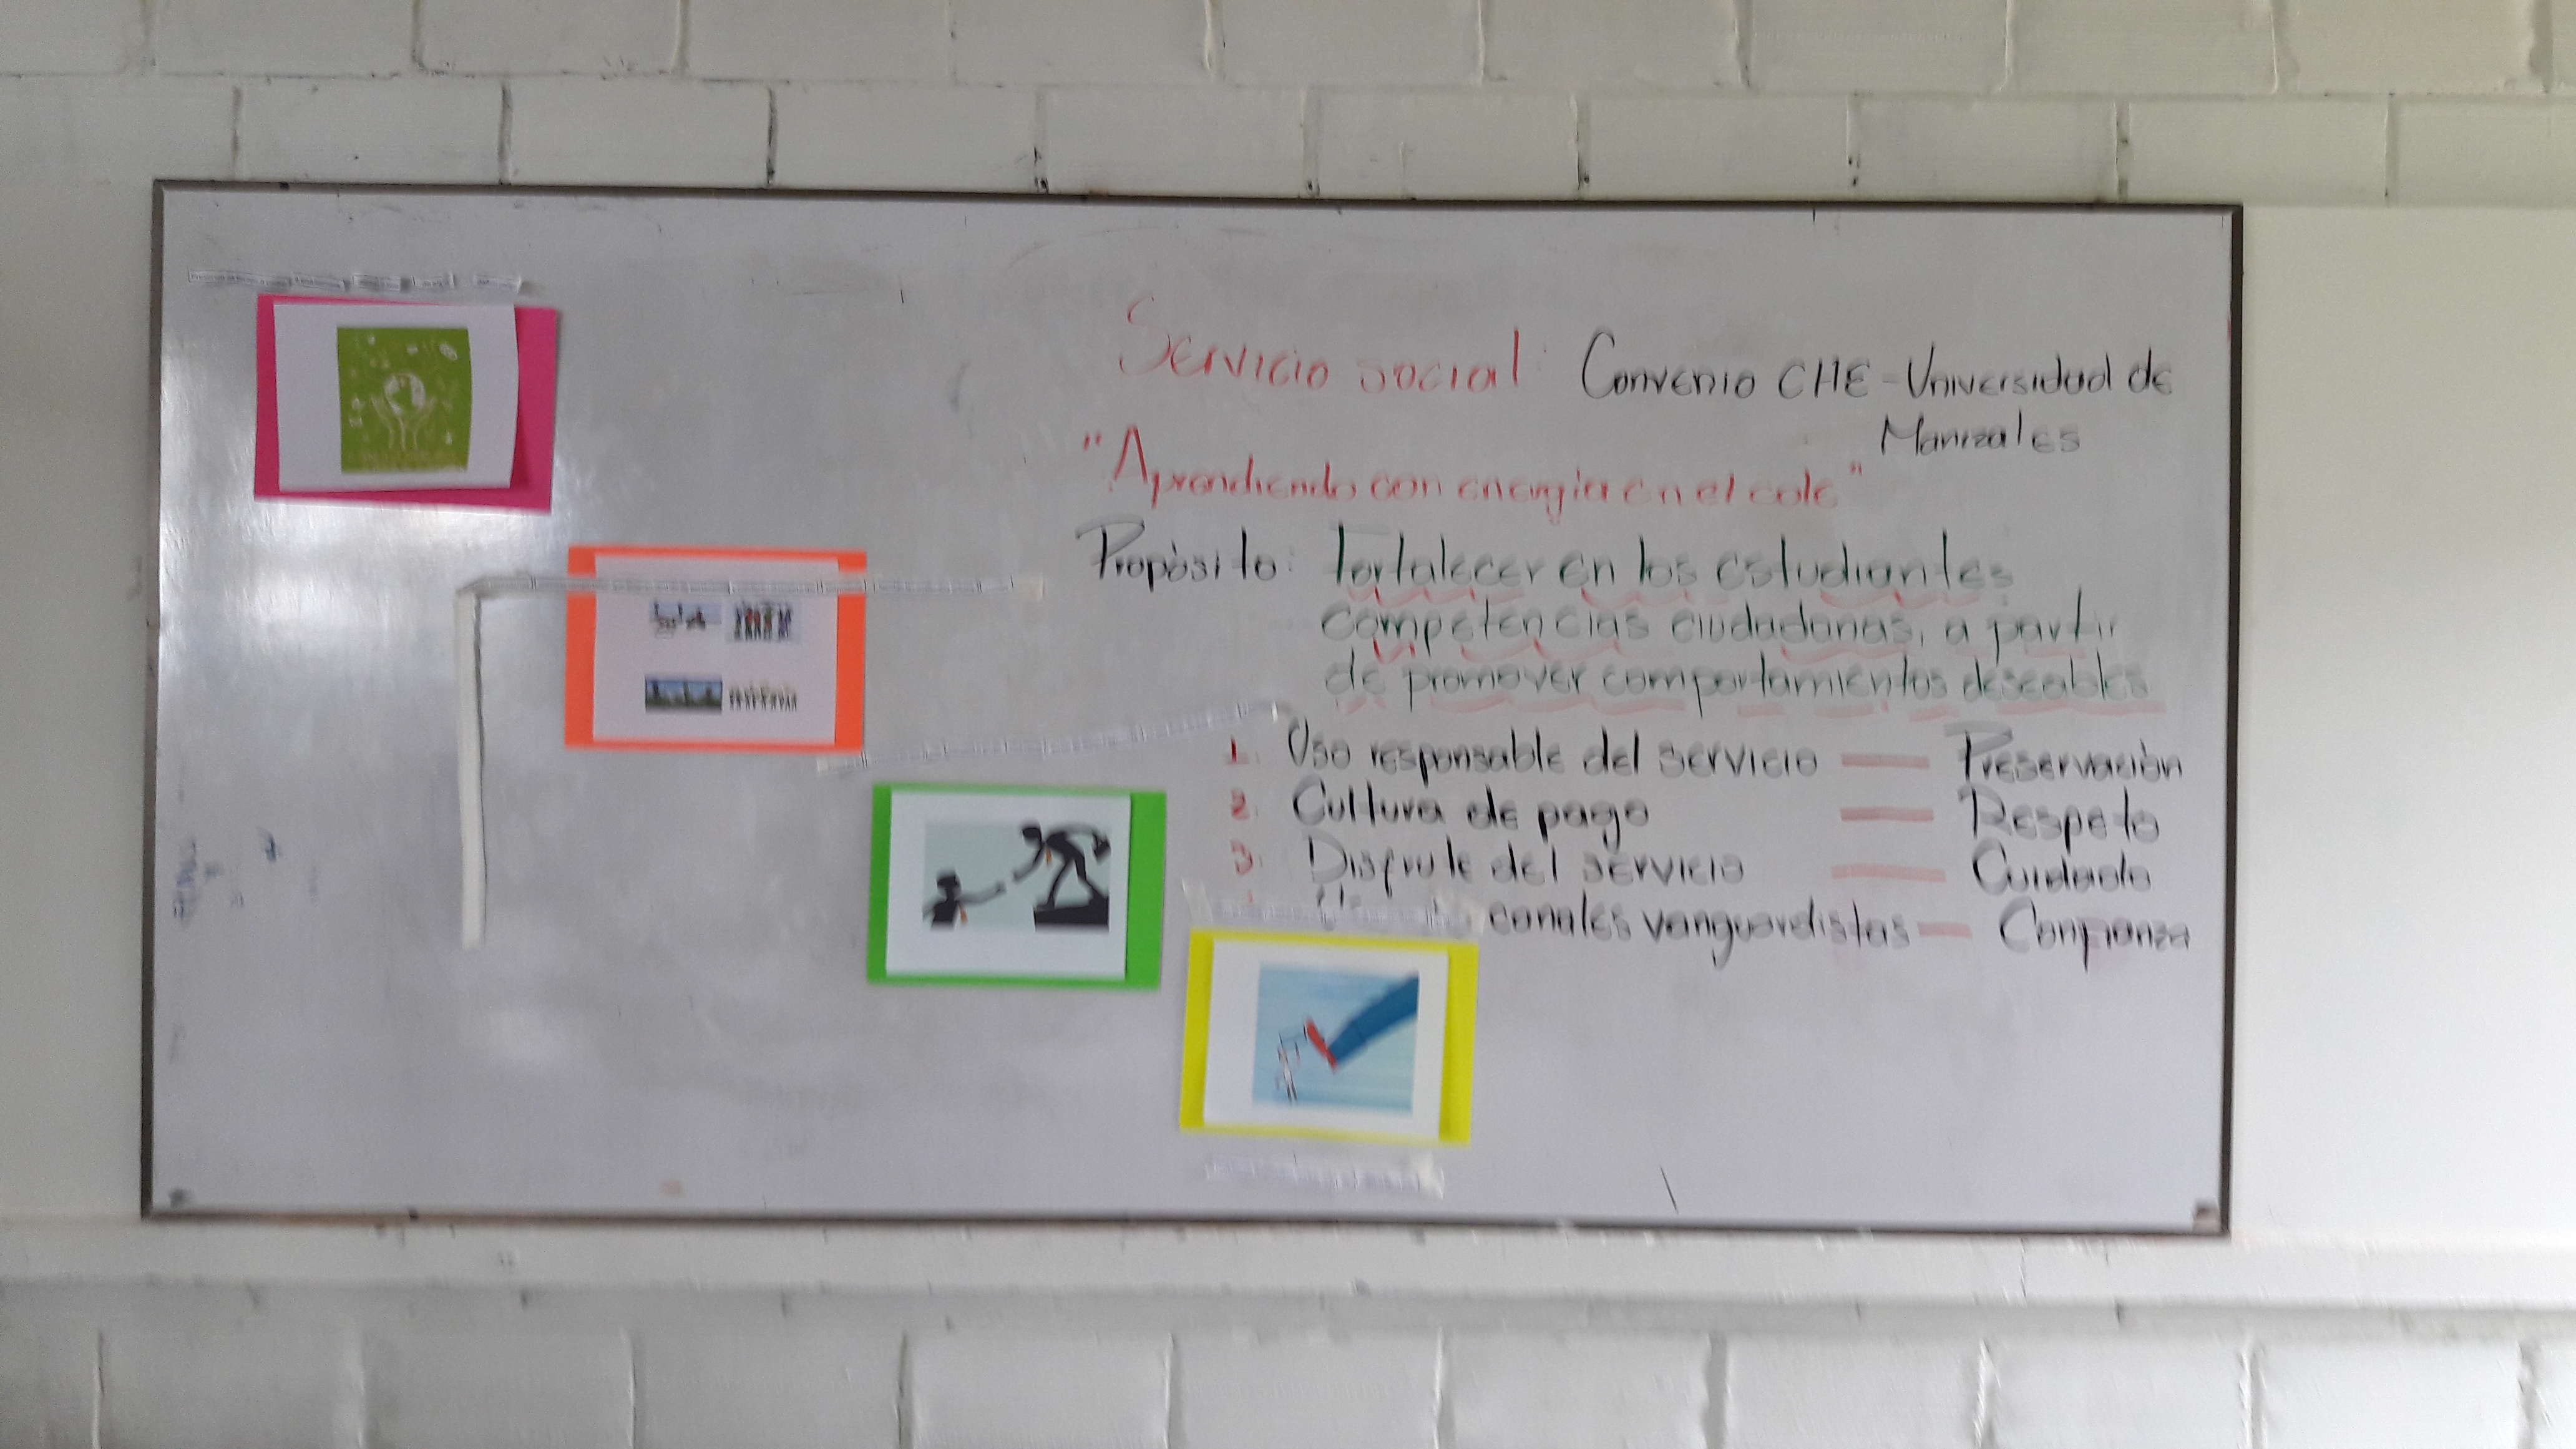 Servicio social: Convenio CHE-Universidad de
Manizales
"Aprendiendo con energía en el cole"
Propósito: Fortalecer en los estudiantes
competencias ciudadanas, a partir
de promover comportamientos deseables
1. Uso responsable del servicio — Preservación
2. Cultura de pago — Respeto
3. Disfrute del servicio — Cuidado
canales vanguardistas — Confianza